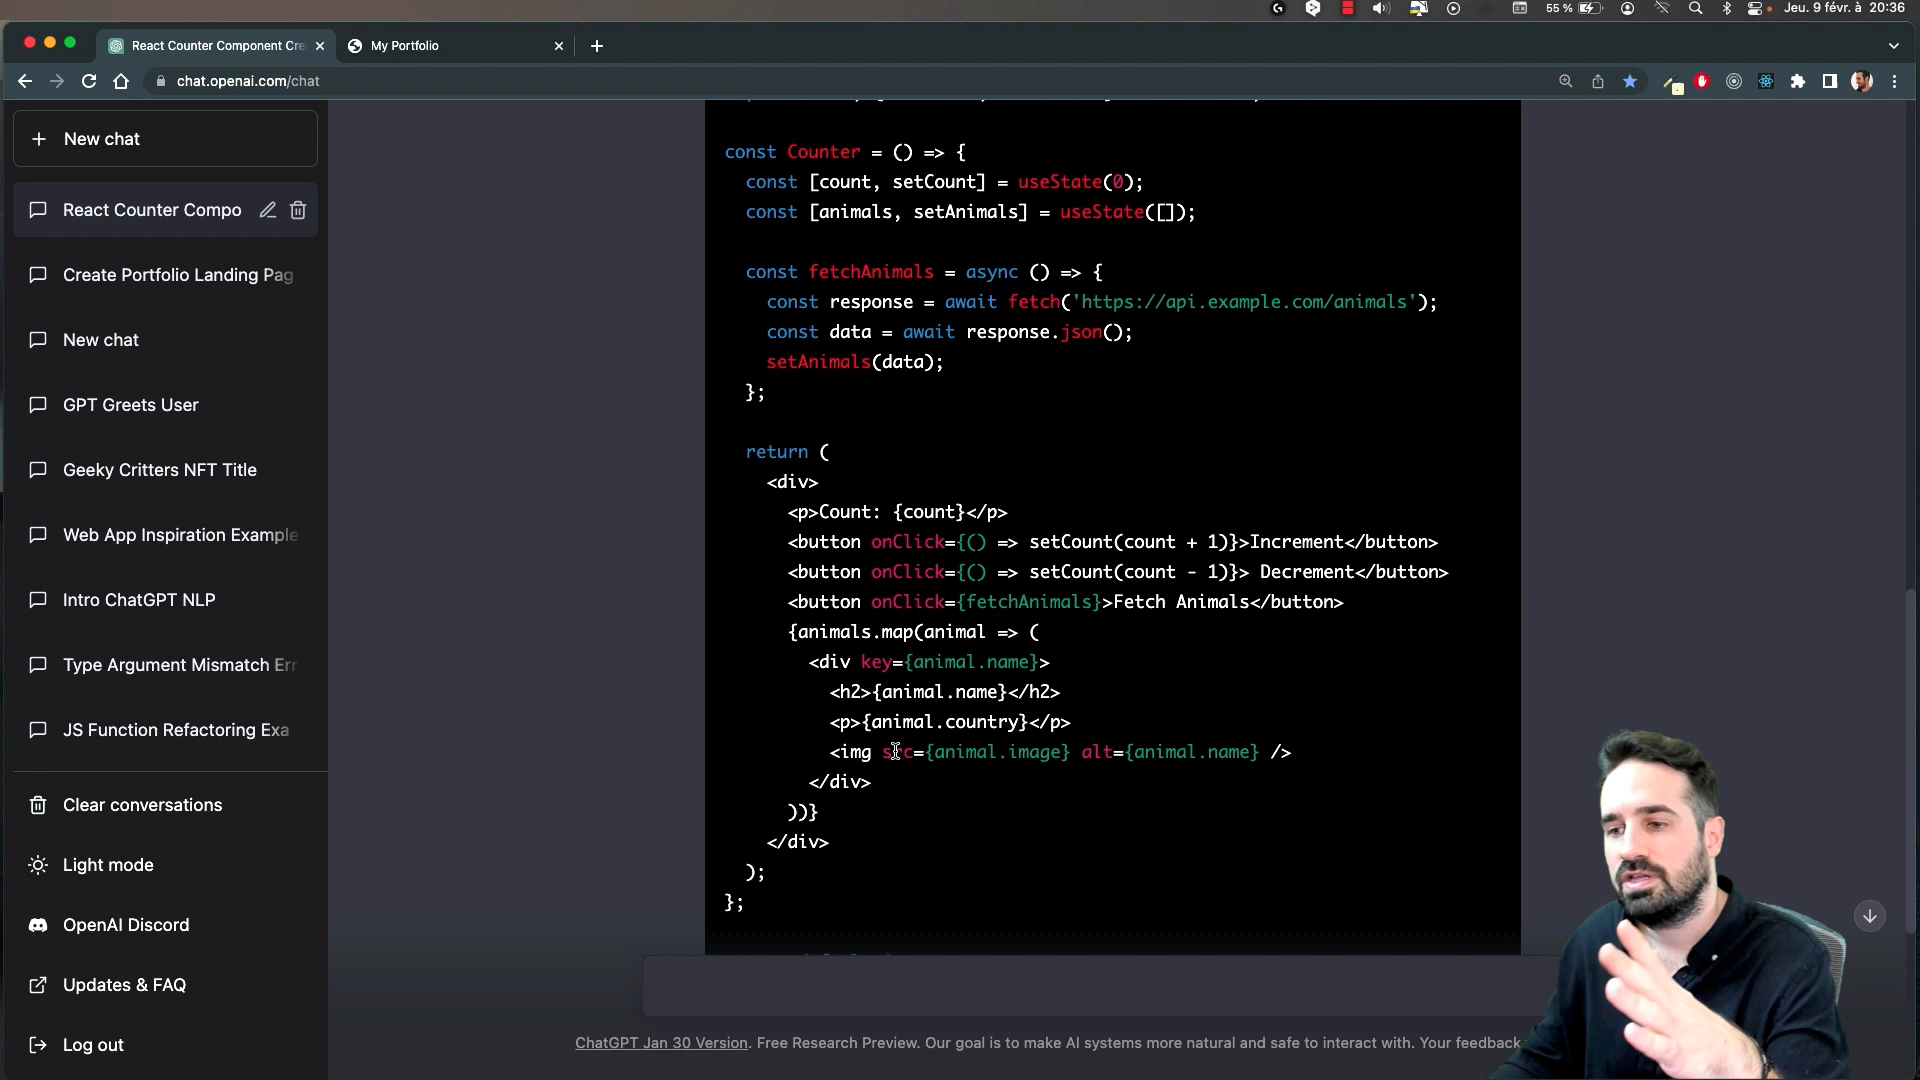 55 %
Jeu. 9 févr. à 20:36
React Counter Component Cre
My Portfolio
chat.openai.com/chat
New chat
React Counter Compo
Create Portfolio Landing Pag
New chat
GPT Greets User
Geeky Critters NFT Title
Web App Inspiration Example
Intro ChatGPT NLP
Type Argument Mismatch Err
JS Function Refactoring Exa
Clear conversations
Light mode
OpenAI Discord
Updates & FAQ
Log out
const Counter = () => {
const [count, setCount] = useState(0);
const [animals, setAnimals] = useState([]);
const fetchAnimals = async () => {
const response = await fetch('https://api.example.com/animals');
const data = await response.json();
setAnimals(data);
};
return (
<div>
<p>Count: {count}</p>
<button onClick={() => setCount(count + 1)}>Increment</button>
<button onClick={() => setCount(count - 1)}> Decrement</button>
<button onClick={fetchAnimals}>Fetch Animals</button>
{animals.map(animal => (
<div key={animal.name}>
<h2>{animal.name}</h2>
<p>{animal.country}</p>
<img src={animal.image} alt={animal.name} />
</div>
))}
</div>
);
};
ChatGPT Jan 30 Version. Free Research Preview. Our goal is to make AI systems more natural and safe to interact with. Your feedback